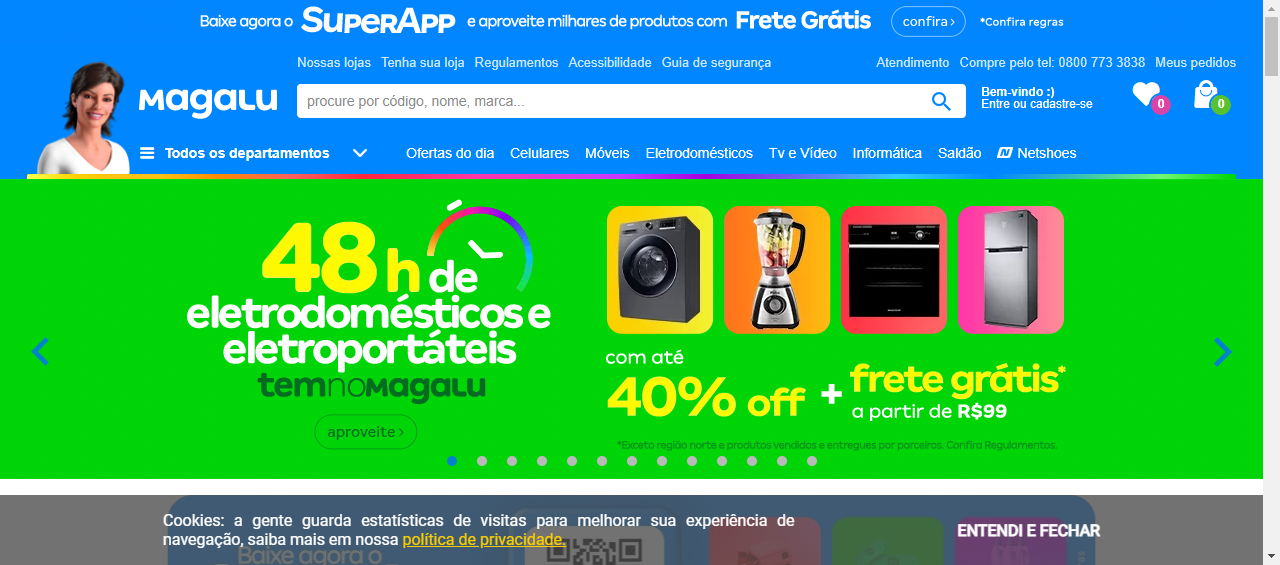 Baixe agora o SuperApp e aproveite milhares de produtos com Frete Grátis confira › *Confira regras
Nossas lojas Tenha sua loja Regulamentos Acessibilidade Guia de segurança Atendimento Compre pelo tel: 0800 773 3838 Meus pedidos
Magalu
procure por código, nome, marca...
Bem-vindo :)
Entre ou cadastre-se
0
0
Todos os departamentos Ofertas do dia Celulares Móveis Eletrodomésticos Tv e Vídeo Informática Saldão N Netshoes
48h de
eletrodomésticos e
eletroportáteis
temnoMagalu
aproveite ›
com até
40% off + frete grátis*
a partir de R$99
*Exceto região norte e produtos vendidos e entregues por parceiros. Confira Regulamentos.
Cookies: a gente guarda estatísticas de visitas para melhorar sua experiência de
navegação, saiba mais em nossa política de privacidade.
ENTENDI E FECHAR
Baixe agora o